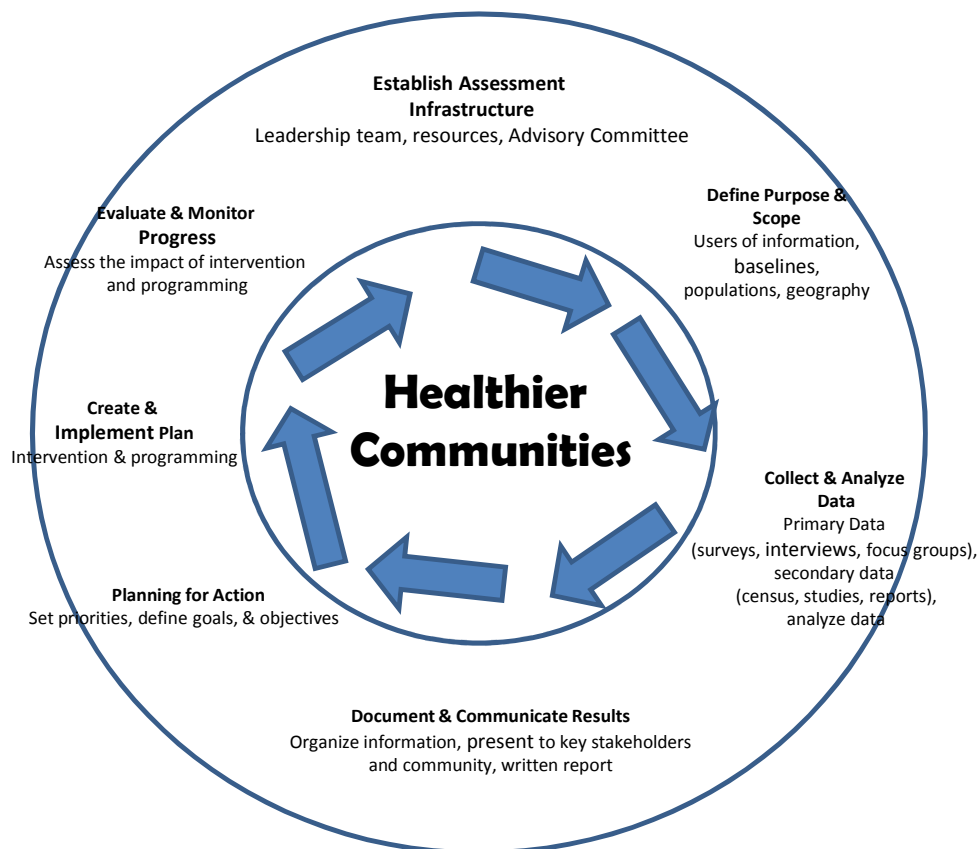 Establish Assessment
Infrastructure
Leadership team, resources, Advisory Committee
Define Purpose &
Scope
Users of information,
baselines,
populations, geography
Collect & Analyze
Data
Primary Data
(surveys, interviews, focus groups),
secondary data
(census, studies, reports),
analyze data
Document & Communicate Results
Organize information, present to key stakeholders
and community, written report
Planning for Action
Set priorities, define goals, & objectives
Create &
Implement Plan
Intervention & programming
Evaluate & Monitor
Progress
Assess the impact of intervention
and programming
Healthier
Communities